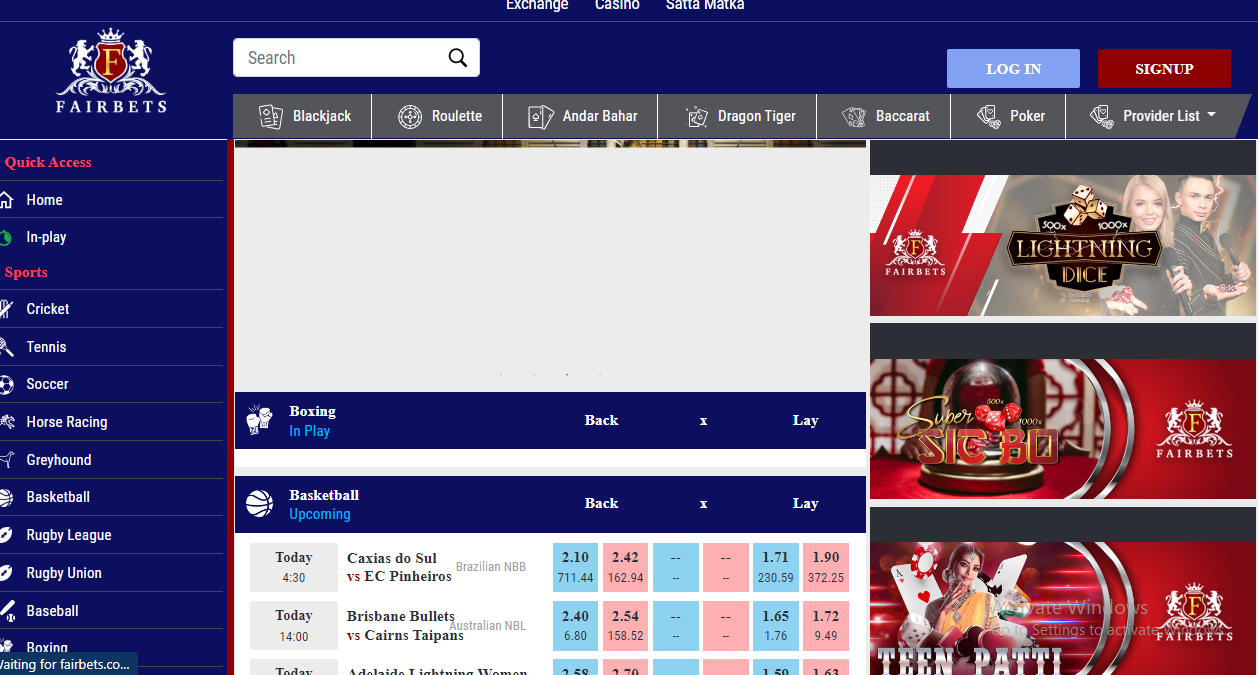 Exchange Casino Satta Matka
F
FAIRBETS
Search
LOG IN
SIGNUP
Blackjack
Roulette
Andar Bahar
Dragon Tiger
Baccarat
Poker
Provider List
Quick Access
Home
In-play
Sports
Cricket
Tennis
Soccer
Horse Racing
Greyhound
Basketball
Rugby League
Rugby Union
Baseball
Boxing
Boxing
In Play
Back x Lay
Basketball
Upcoming
Back x Lay
Today
4:30
Caxias do Sul
vs EC Pinheiros
Brazilian NBB
2.10 2.42 -- -- 1.71 1.90
711.44 162.94 -- -- 230.59 372.25
Today
14:00
Brisbane Bullets
vs Cairns Taipans
Australian NBL
2.40 2.54 -- -- 1.65 1.72
6.80 158.52 -- -- 1.76 9.49
Today
Adelaide Lightning Women
2.58 2.70 1.59 1.63
F
FAIRBETS
500x 1000x
LIGHTNING
DICE
Super
500x
1000x
SIC BO
F
FAIRBETS
A
TEEN PATTI
F
FAIRBETS
Activate Windows
Go to Settings to activate Windows.
Waiting for fairbets.co...